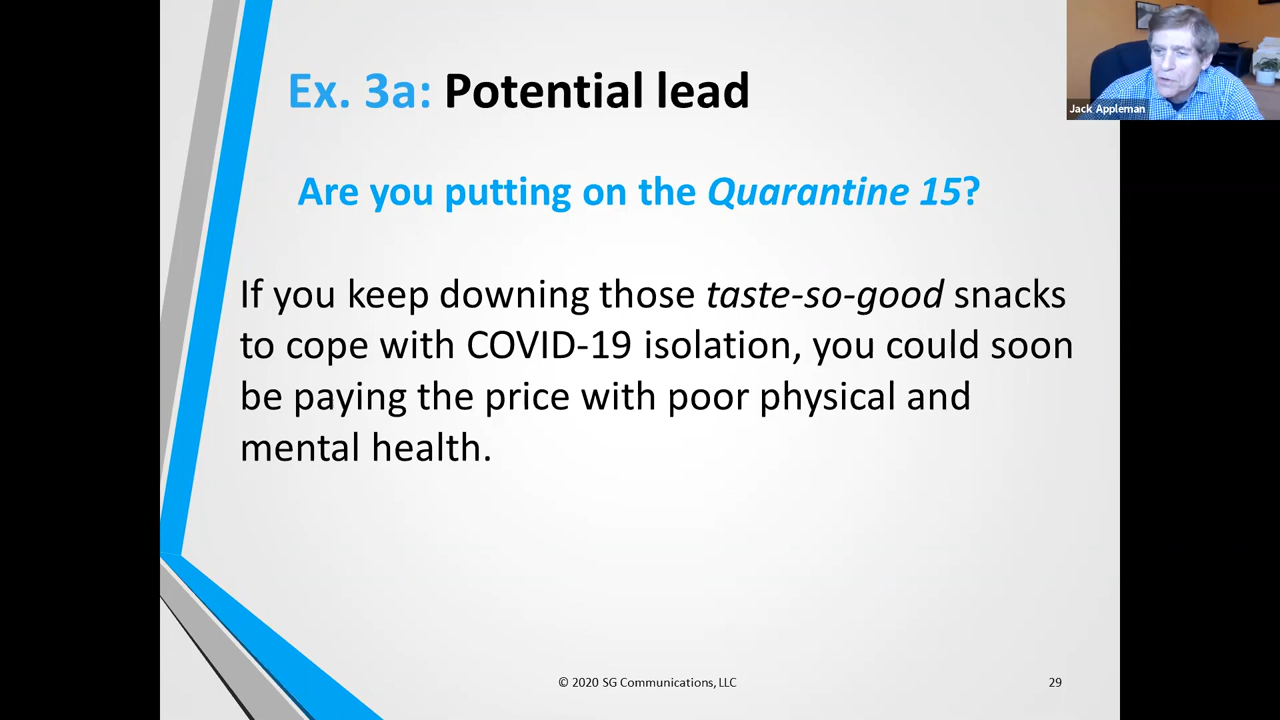 Ex. 3a: Potential lead
Jack Appleman
Are you putting on the Quarantine 15?
If you keep downing those taste-so-good snacks
to cope with COVID-19 isolation, you could soon
be paying the price with poor physical and
mental health.
© 2020 SG Communications, LLC
29